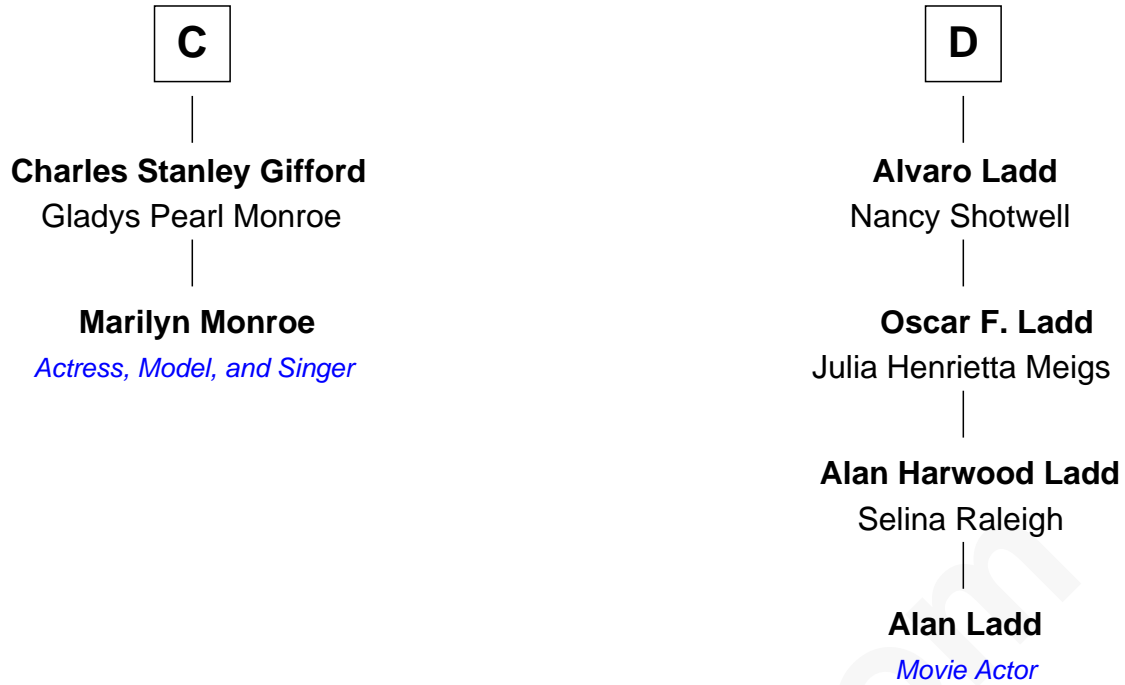 C
Charles Stanley Gifford
Gladys Pearl Monroe
Marilyn Monroe
Actress, Model, and Singer
D
Alvaro Ladd
Nancy Shotwell
Oscar F. Ladd
Julia Henrietta Meigs
Alan Harwood Ladd
Selina Raleigh
Alan Ladd
Movie Actor